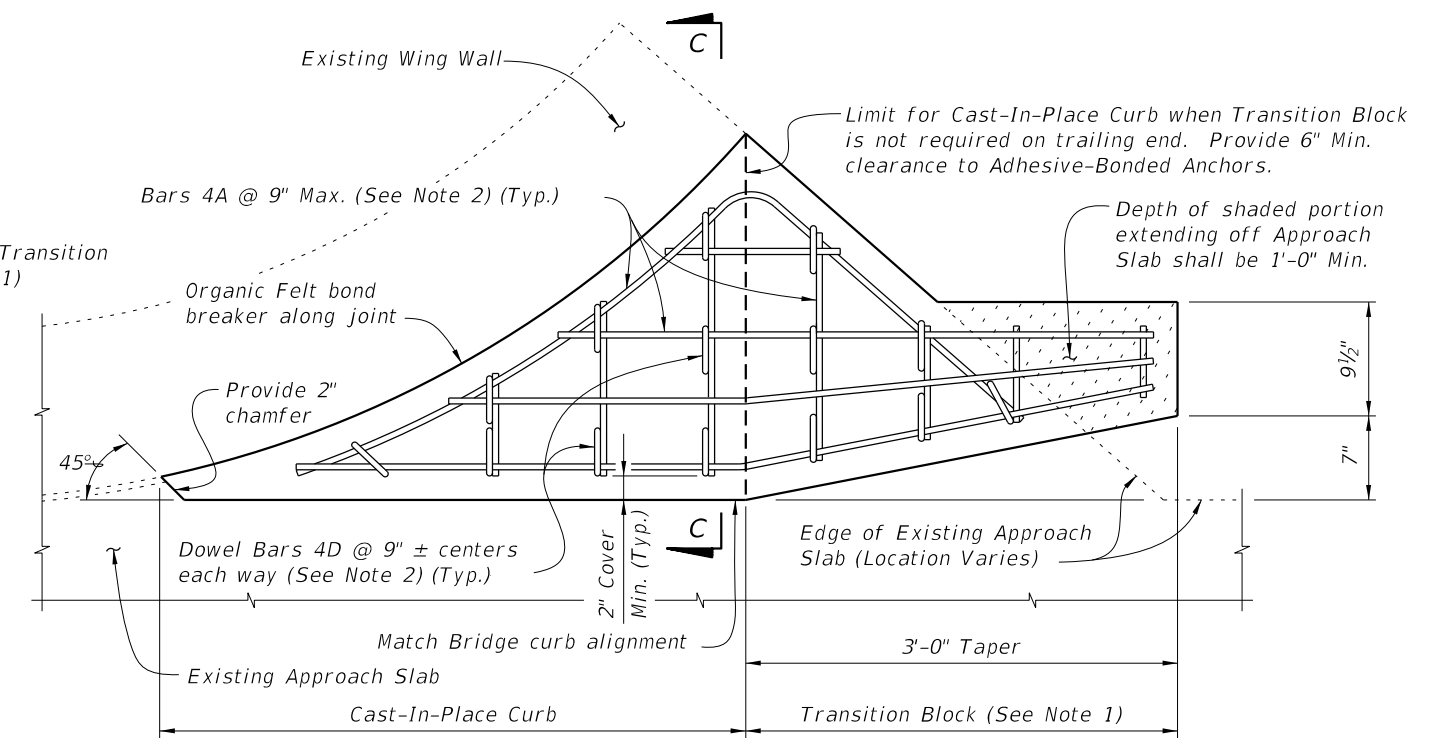 C
Existing Wing Wall
Limit for Cast-In-Place Curb when Transition Block
is not required on trailing end. Provide 6" Min.
clearance to Adhesive-Bonded Anchors.
Bars 4A @ 9" Max. (See Note 2) (Typ.)
Depth of shaded portion
extending off Approach
Slab shall be 1'-0" Min.
Transition
1)
Organic Felt bond
breaker along joint
Provide 2"
chamfer
9½"
45°
7"
C
Edge of Existing Approach
Slab (Location Varies)
Dowel Bars 4D @ 9" ± centers
each way (See Note 2) (Typ.)
2" Cover
Min. (Typ.)
Match Bridge curb alignment
3'-0" Taper
Existing Approach Slab
Cast-In-Place Curb
Transition Block (See Note 1)